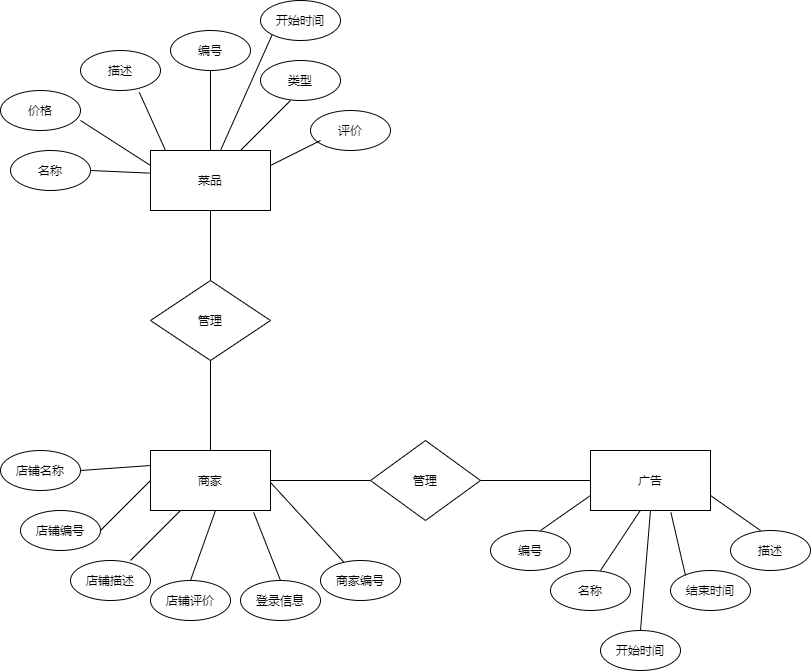 开始时间
编号
描述
类型
价格
评价
名称
菜品
管理
店铺名称
商家
管理
广告
店铺编号
编号
描述
店铺描述
商家编号
店铺评价
登录信息
名称
结束时间
开始时间